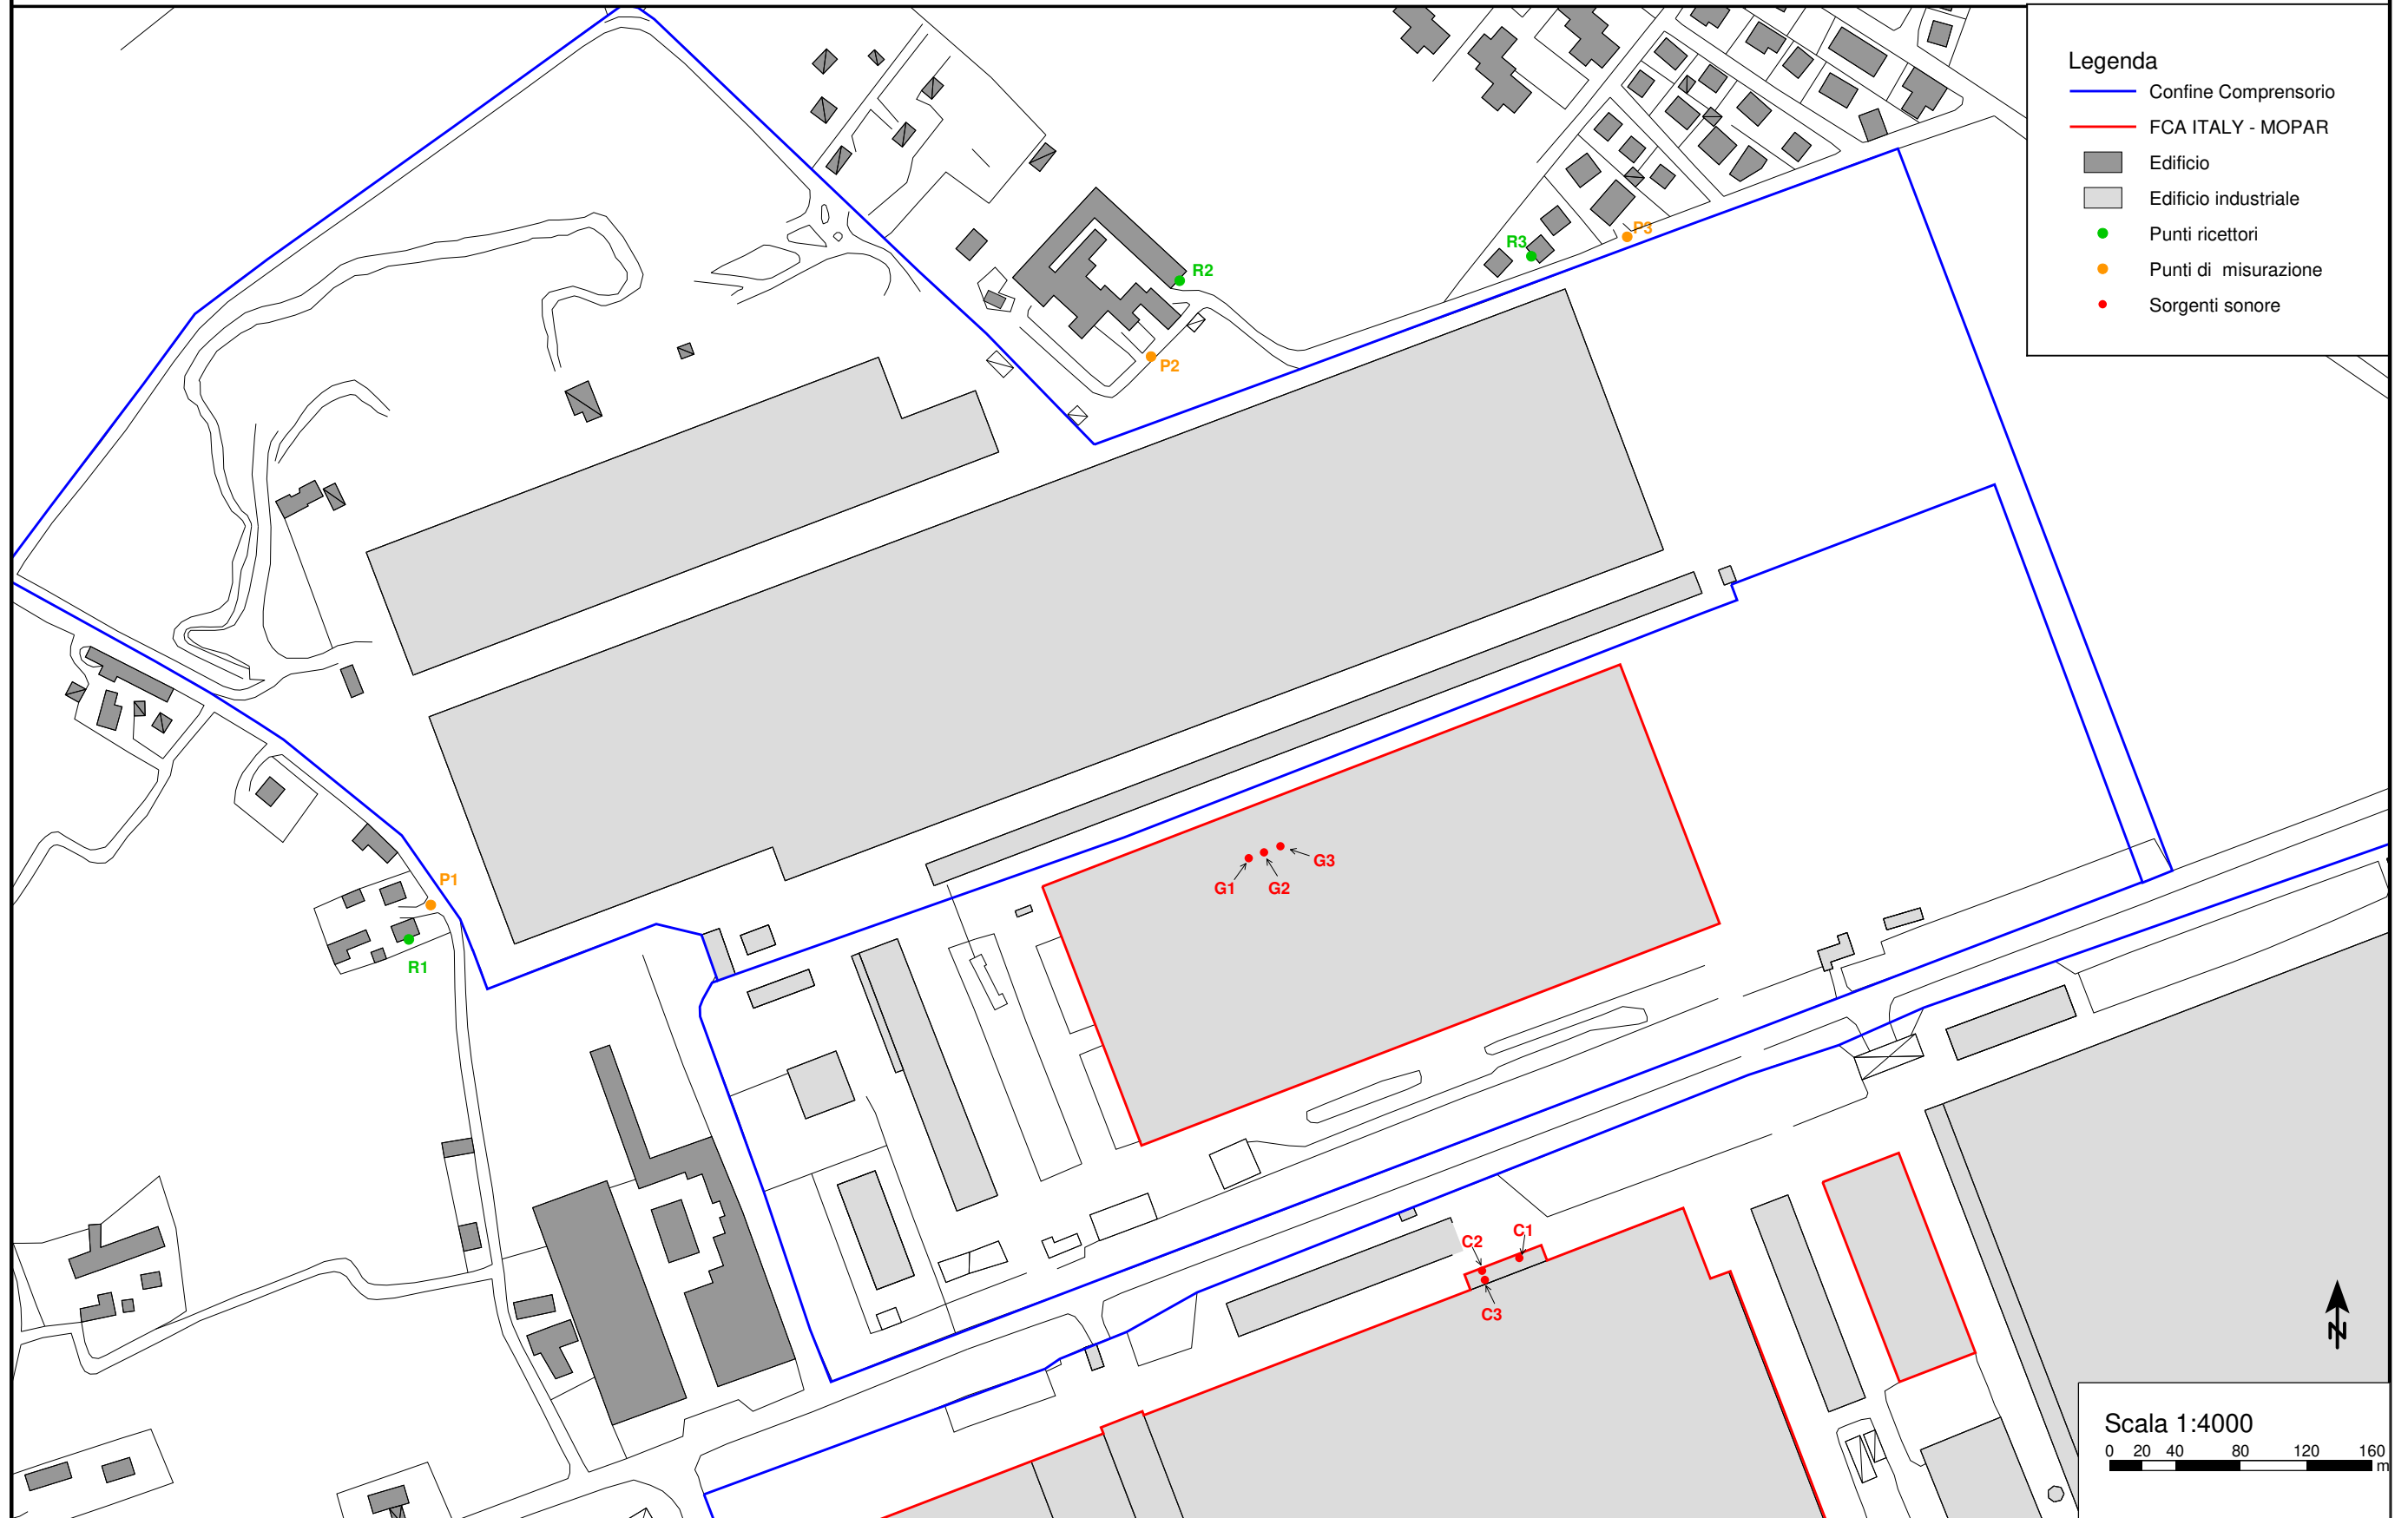 Legenda
Confine Comprensorio
FCA ITALY - MOPAR
Edificio
Edificio industriale
Punti ricettori
Punti di misurazione
Sorgenti sonore
P3
R3
R2
P2
G3
G1
G2
P1
R1
C1
C2
C3
N
Scala 1:4000
0 20 40 80 120 160
m